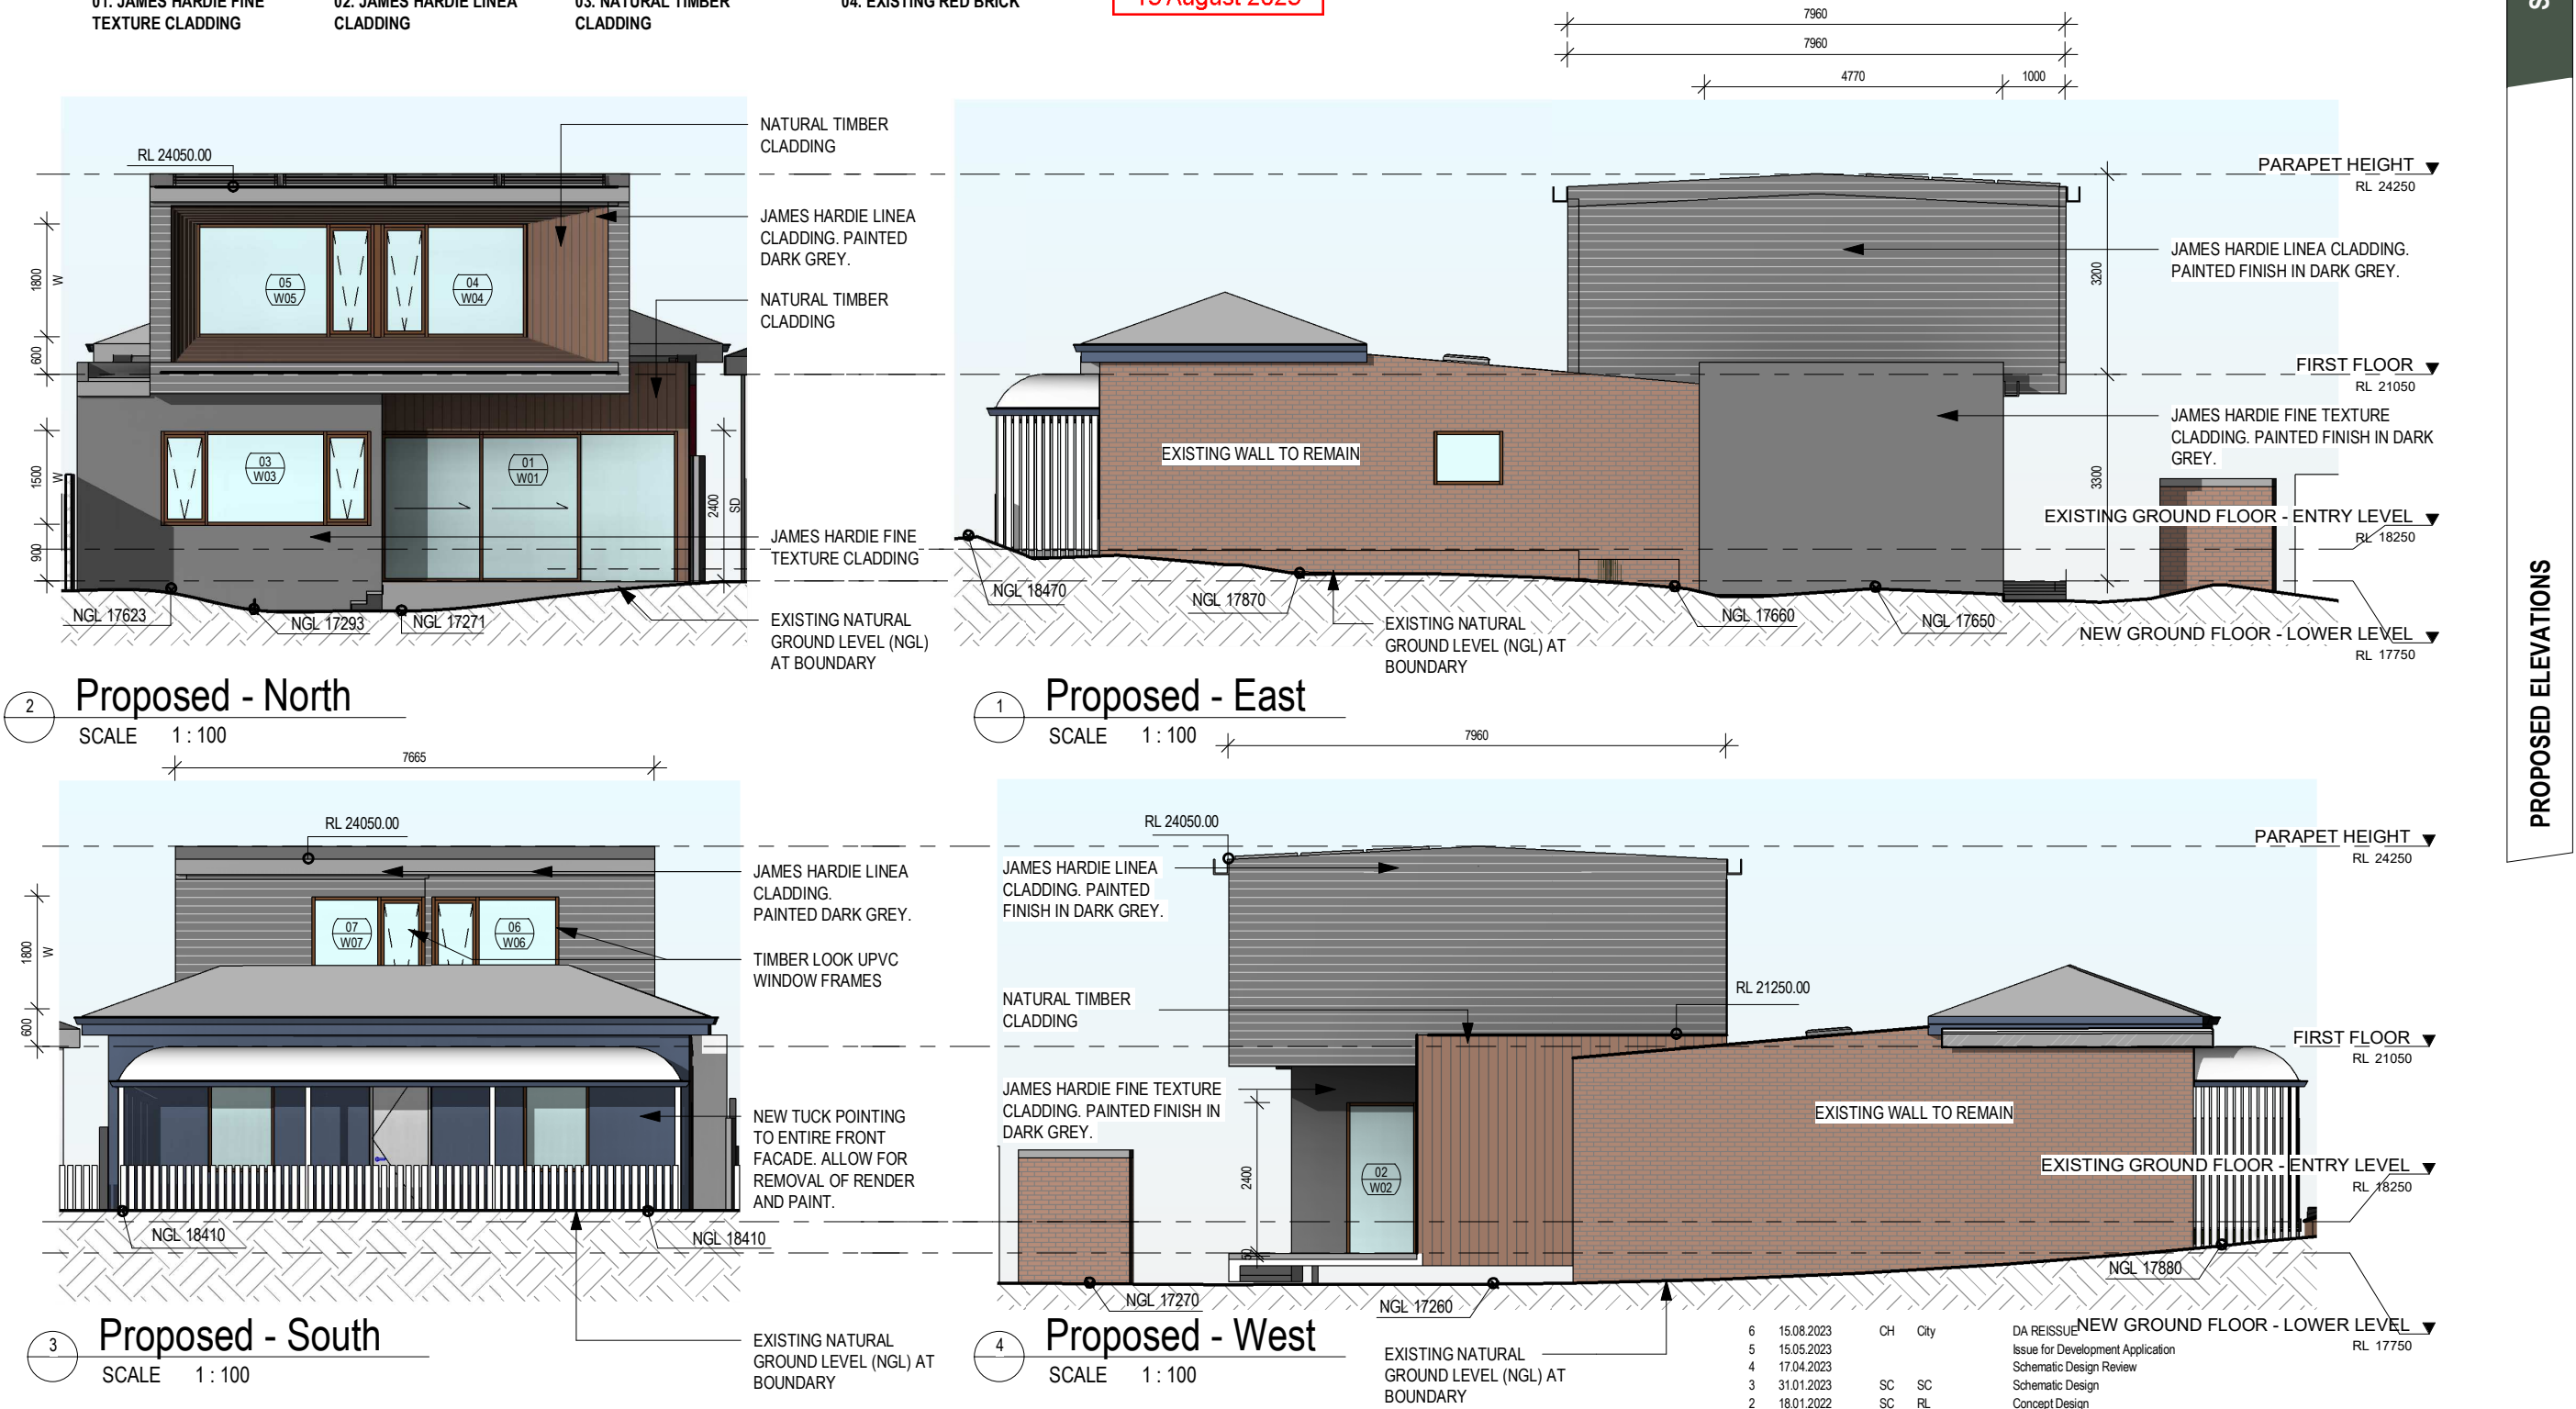 01. JAMES HARDIE FINE
TEXTURE CLADDING
02. JAMES HARDIE LINEA
CLADDING
03. NATURAL TIMBER
CLADDING
04. EXISTING RED BRICK
August 2023
7960
7960
4770
1000
RL 24050.00
1800
W
600
1500
W
900
05
W05
04
W04
03
W03
01
W01
2400
SD
NATURAL TIMBER
CLADDING
JAMES HARDIE LINEA
CLADDING. PAINTED
DARK GREY.
NATURAL TIMBER
CLADDING
JAMES HARDIE FINE
TEXTURE CLADDING
EXISTING NATURAL
GROUND LEVEL (NGL)
AT BOUNDARY
NGL 17623
NGL 17293
NGL 17271
2
Proposed - North
SCALE 1 : 100
EXISTING WALL TO REMAIN
NGL 18470
NGL 17870
NGL 17660
NGL 17650
EXISTING NATURAL
GROUND LEVEL (NGL) AT
BOUNDARY
3200
3300
PARAPET HEIGHT
RL 24250
JAMES HARDIE LINEA CLADDING.
PAINTED FINISH IN DARK GREY.
FIRST FLOOR
RL 21050
JAMES HARDIE FINE TEXTURE
CLADDING. PAINTED FINISH IN DARK
GREY.
EXISTING GROUND FLOOR - ENTRY LEVEL
RL 18250
NEW GROUND FLOOR - LOWER LEVEL
RL 17750
1
Proposed - East
SCALE 1 : 100
7665
RL 24050.00
1800
W
600
07
W07
06
W06
JAMES HARDIE LINEA
CLADDING.
PAINTED DARK GREY.
TIMBER LOOK UPVC
WINDOW FRAMES
NEW TUCK POINTING
TO ENTIRE FRONT
FACADE. ALLOW FOR
REMOVAL OF RENDER
AND PAINT.
NGL 18410
NGL 18410
EXISTING NATURAL
GROUND LEVEL (NGL) AT
BOUNDARY
3
Proposed - South
SCALE 1 : 100
7960
RL 24050.00
JAMES HARDIE LINEA
CLADDING. PAINTED
FINISH IN DARK GREY.
NATURAL TIMBER
CLADDING
JAMES HARDIE FINE TEXTURE
CLADDING. PAINTED FINISH IN
DARK GREY.
2400
02
W02
RL 21250.00
EXISTING WALL TO REMAIN
PARAPET HEIGHT
RL 24250
FIRST FLOOR
RL 21050
EXISTING GROUND FLOOR - ENTRY LEVEL
RL 18250
NEW GROUND FLOOR - LOWER LEVEL
RL 17750
NGL 17270
NGL 17260
NGL 17880
EXISTING NATURAL
GROUND LEVEL (NGL) AT
BOUNDARY
4
Proposed - West
SCALE 1 : 100
6 15.08.2023 CH City DA REISSUE
5 15.05.2023 Issue for Development Application
4 17.04.2023 Schematic Design Review
3 31.01.2023 SC SC Schematic Design
2 18.01.2022 SC RL Concept Design
PROPOSED ELEVATIONS